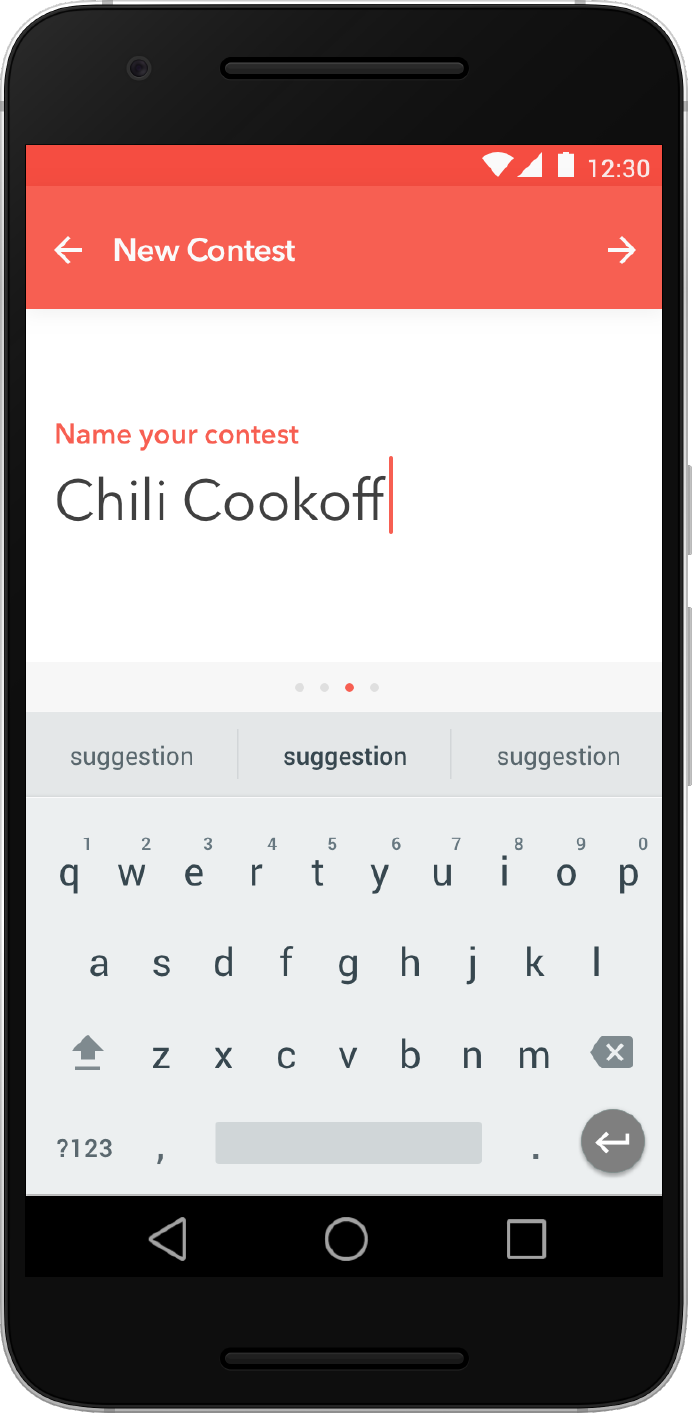 12:30
New Contest
Name your contest
Chili Cookoff
suggestion suggestion suggestion
1 2 3 4 5 6 7 8 9 0
q w e r t y u i o p
a s d f g h j k l
z x c v b n m
?123 , .